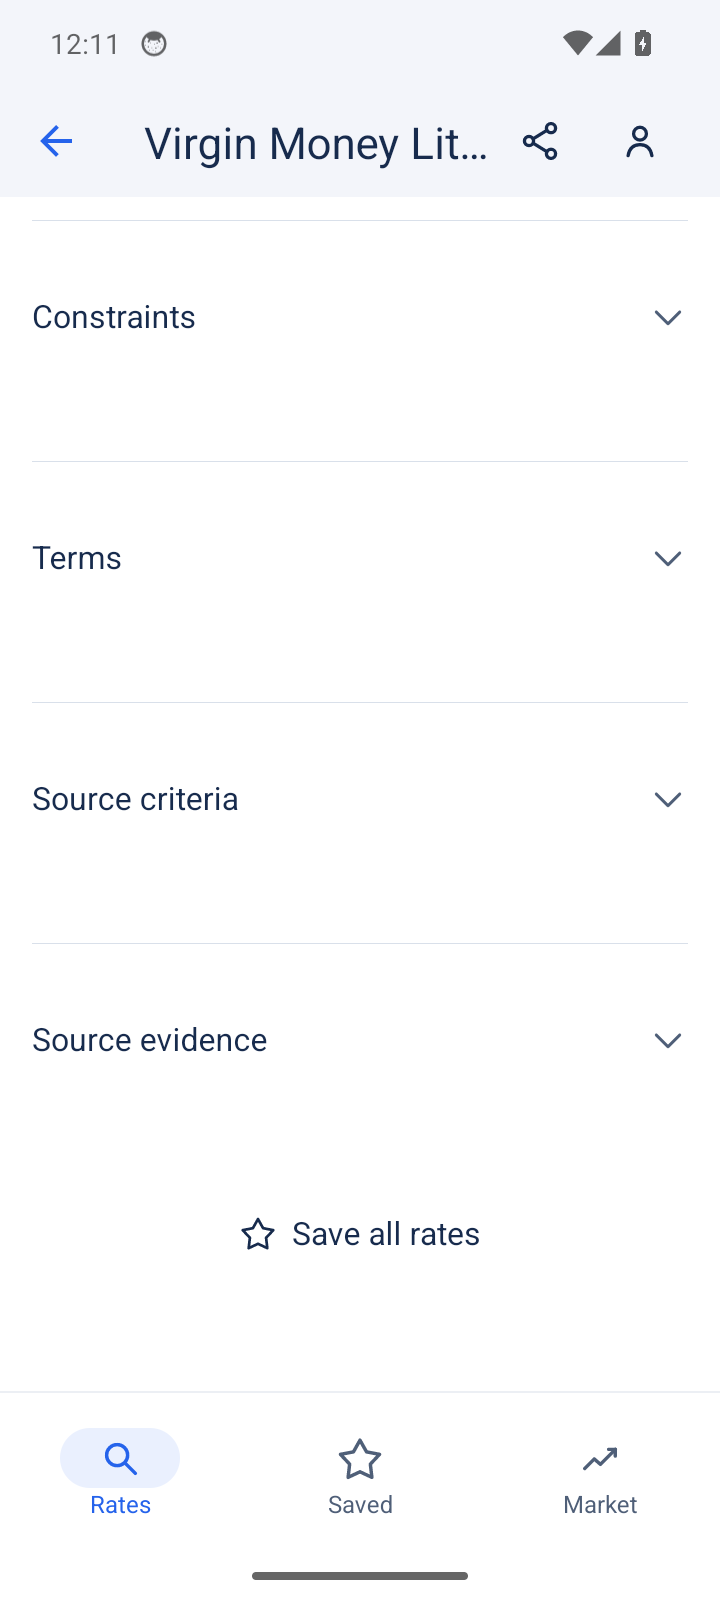 12:11
Virgin Money Lit...
Constraints
Terms
Source criteria
Source evidence
Save all rates
Rates
Saved
Market